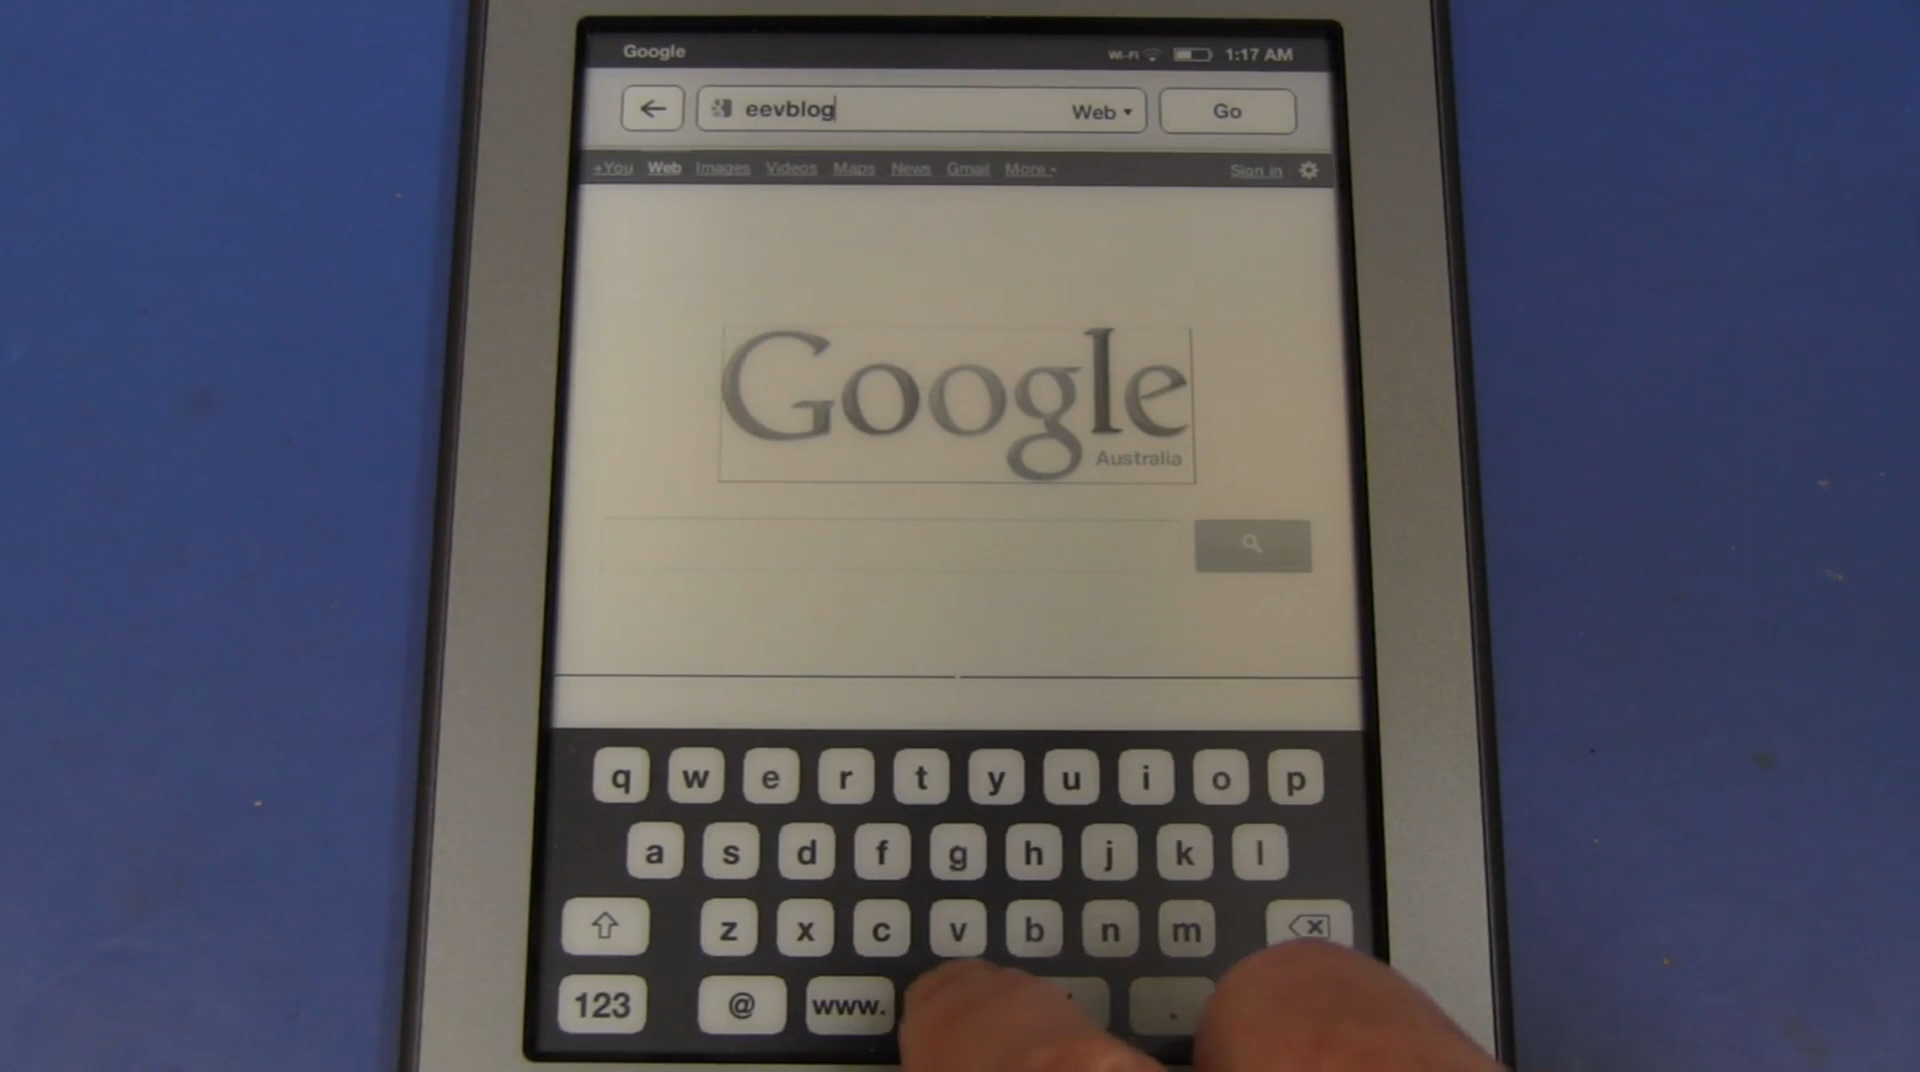 Google Wi-Fi 1:17 AM
eevblog Web Go
+You Web Images Videos Maps News Gmail More Sign in
Google
Australia
q w e r t y u i o p
a s d f g h j k l
z x c v b n m
123 @ www. .